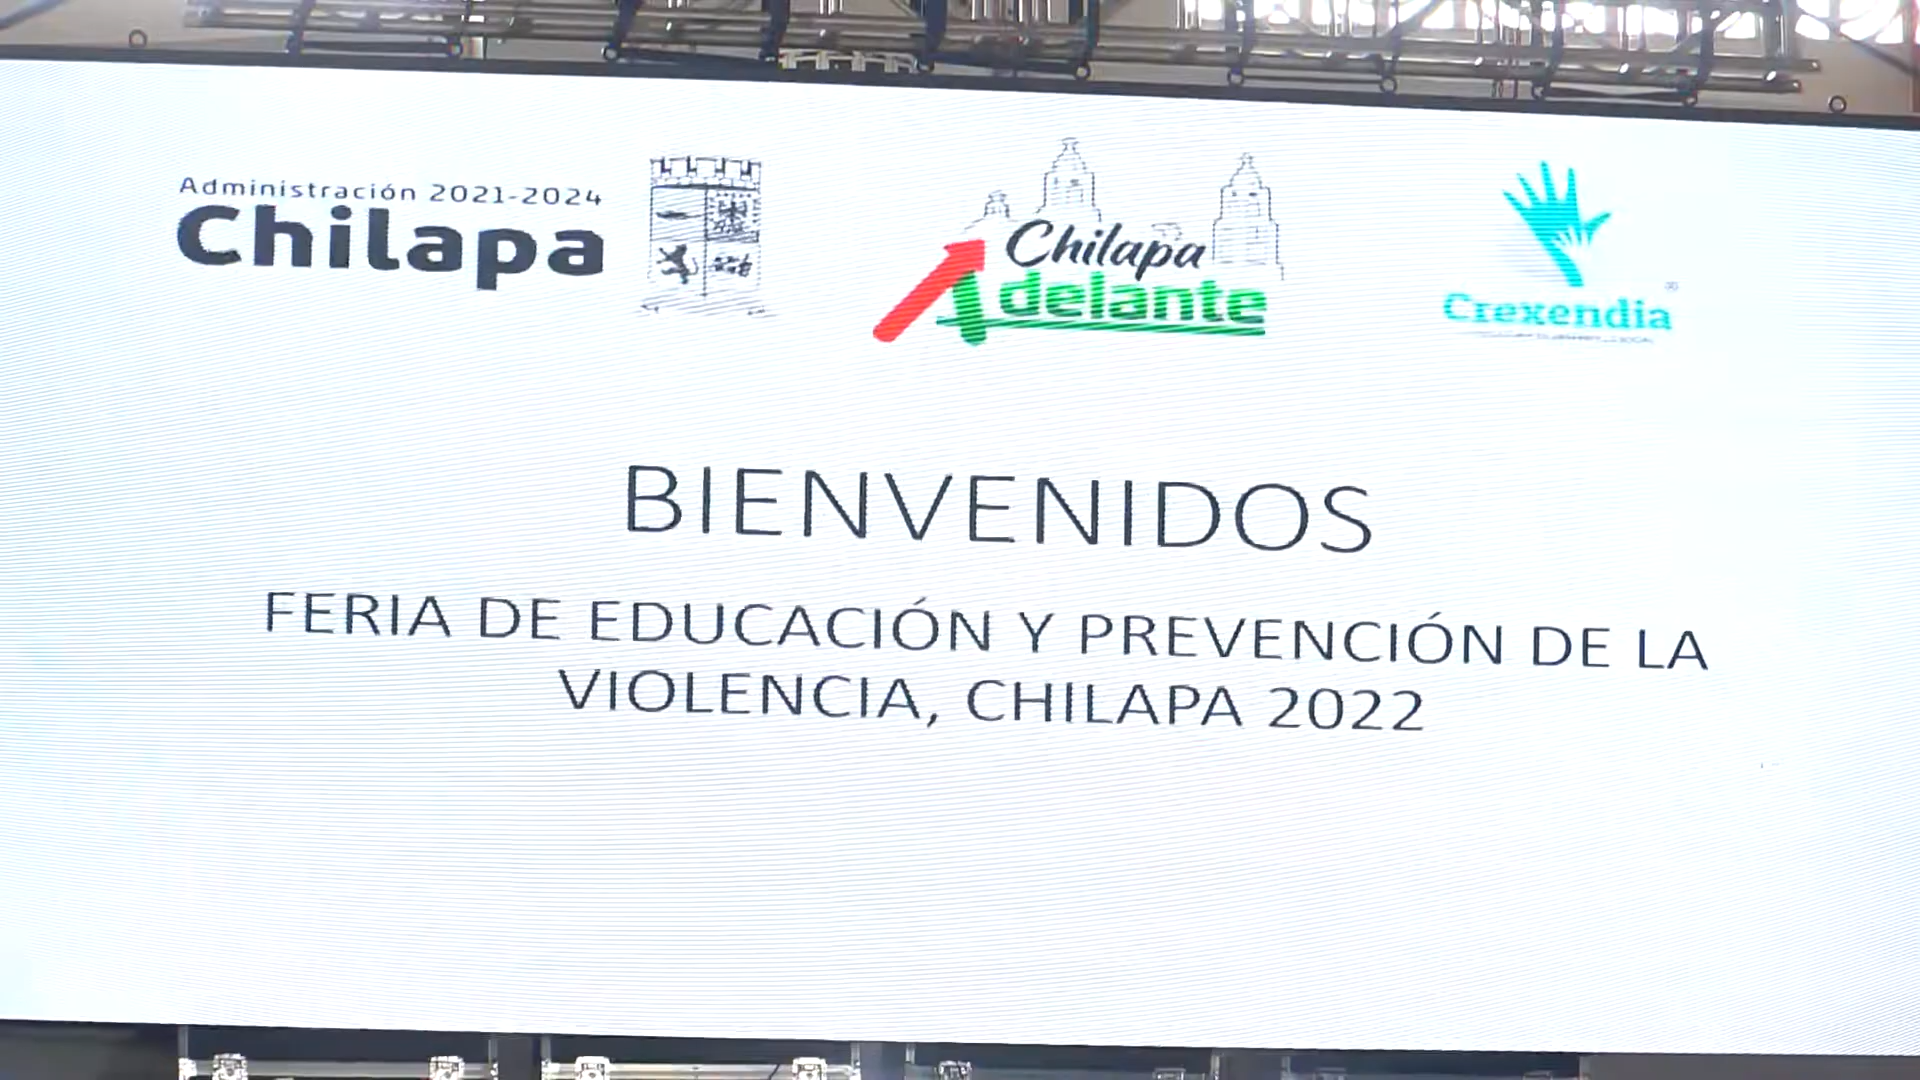 Administración 2021-2024
Chilapa
Chilapa
Adelante
Crexendia
®
BIENVENIDOS
FERIA DE EDUCACIÓN Y PREVENCIÓN DE LA
VIOLENCIA, CHILAPA 2022